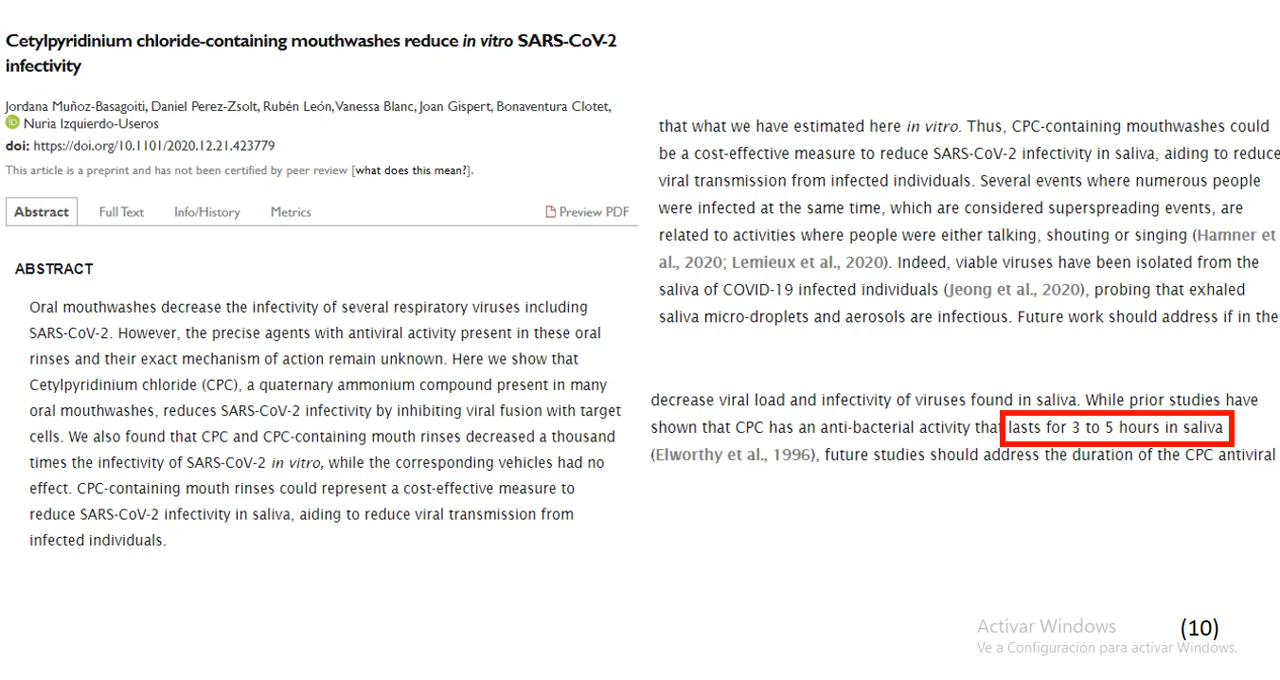 Cetylpyridinium chloride-containing mouthwashes reduce in vitro SARS-CoV-2
infectivity
Jordana Muñoz-Basagoiti, Daniel Perez-Zsolt, Rubén León, Vanessa Blanc, Joan Gispert, Bonaventura Clotet,
Nuria Izquierdo-Useros
doi: https://doi.org/10.1101/2020.12.21.423779
This article is a preprint and has not been certified by peer review [what does this mean?].
Abstract Full Text Info/History Metrics Preview PDF
ABSTRACT
Oral mouthwashes decrease the infectivity of several respiratory viruses including
SARS-CoV-2. However, the precise agents with antiviral activity present in these oral
rinses and their exact mechanism of action remain unknown. Here we show that
Cetylpyridinium chloride (CPC), a quaternary ammonium compound present in many
oral mouthwashes, reduces SARS-CoV-2 infectivity by inhibiting viral fusion with target
cells. We also found that CPC and CPC-containing mouth rinses decreased a thousand
times the infectivity of SARS-CoV-2 in vitro, while the corresponding vehicles had no
effect. CPC-containing mouth rinses could represent a cost-effective measure to
reduce SARS-CoV-2 infectivity in saliva, aiding to reduce viral transmission from
infected individuals.
that what we have estimated here in vitro. Thus, CPC-containing mouthwashes could
be a cost-effective measure to reduce SARS-CoV-2 infectivity in saliva, aiding to reduce
viral transmission from infected individuals. Several events where numerous people
were infected at the same time, which are considered superspreading events, are
related to activities where people were either talking, shouting or singing (Hamner et
al., 2020; Lemieux et al., 2020). Indeed, viable viruses have been isolated from the
saliva of COVID-19 infected individuals (Jeong et al., 2020), probing that exhaled
saliva micro-droplets and aerosols are infectious. Future work should address if in the
decrease viral load and infectivity of viruses found in saliva. While prior studies have
shown that CPC has an anti-bacterial activity that lasts for 3 to 5 hours in saliva
(Elworthy et al., 1996), future studies should address the duration of the CPC antiviral
Activar Windows
Ve a Configuración para activar Windows.
(10)